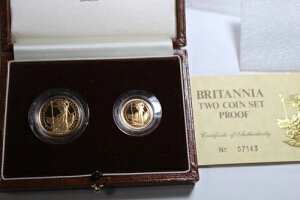 BRITANNIA
TWO COIN SET
PROOF
Certificate of Authenticity
No 07143